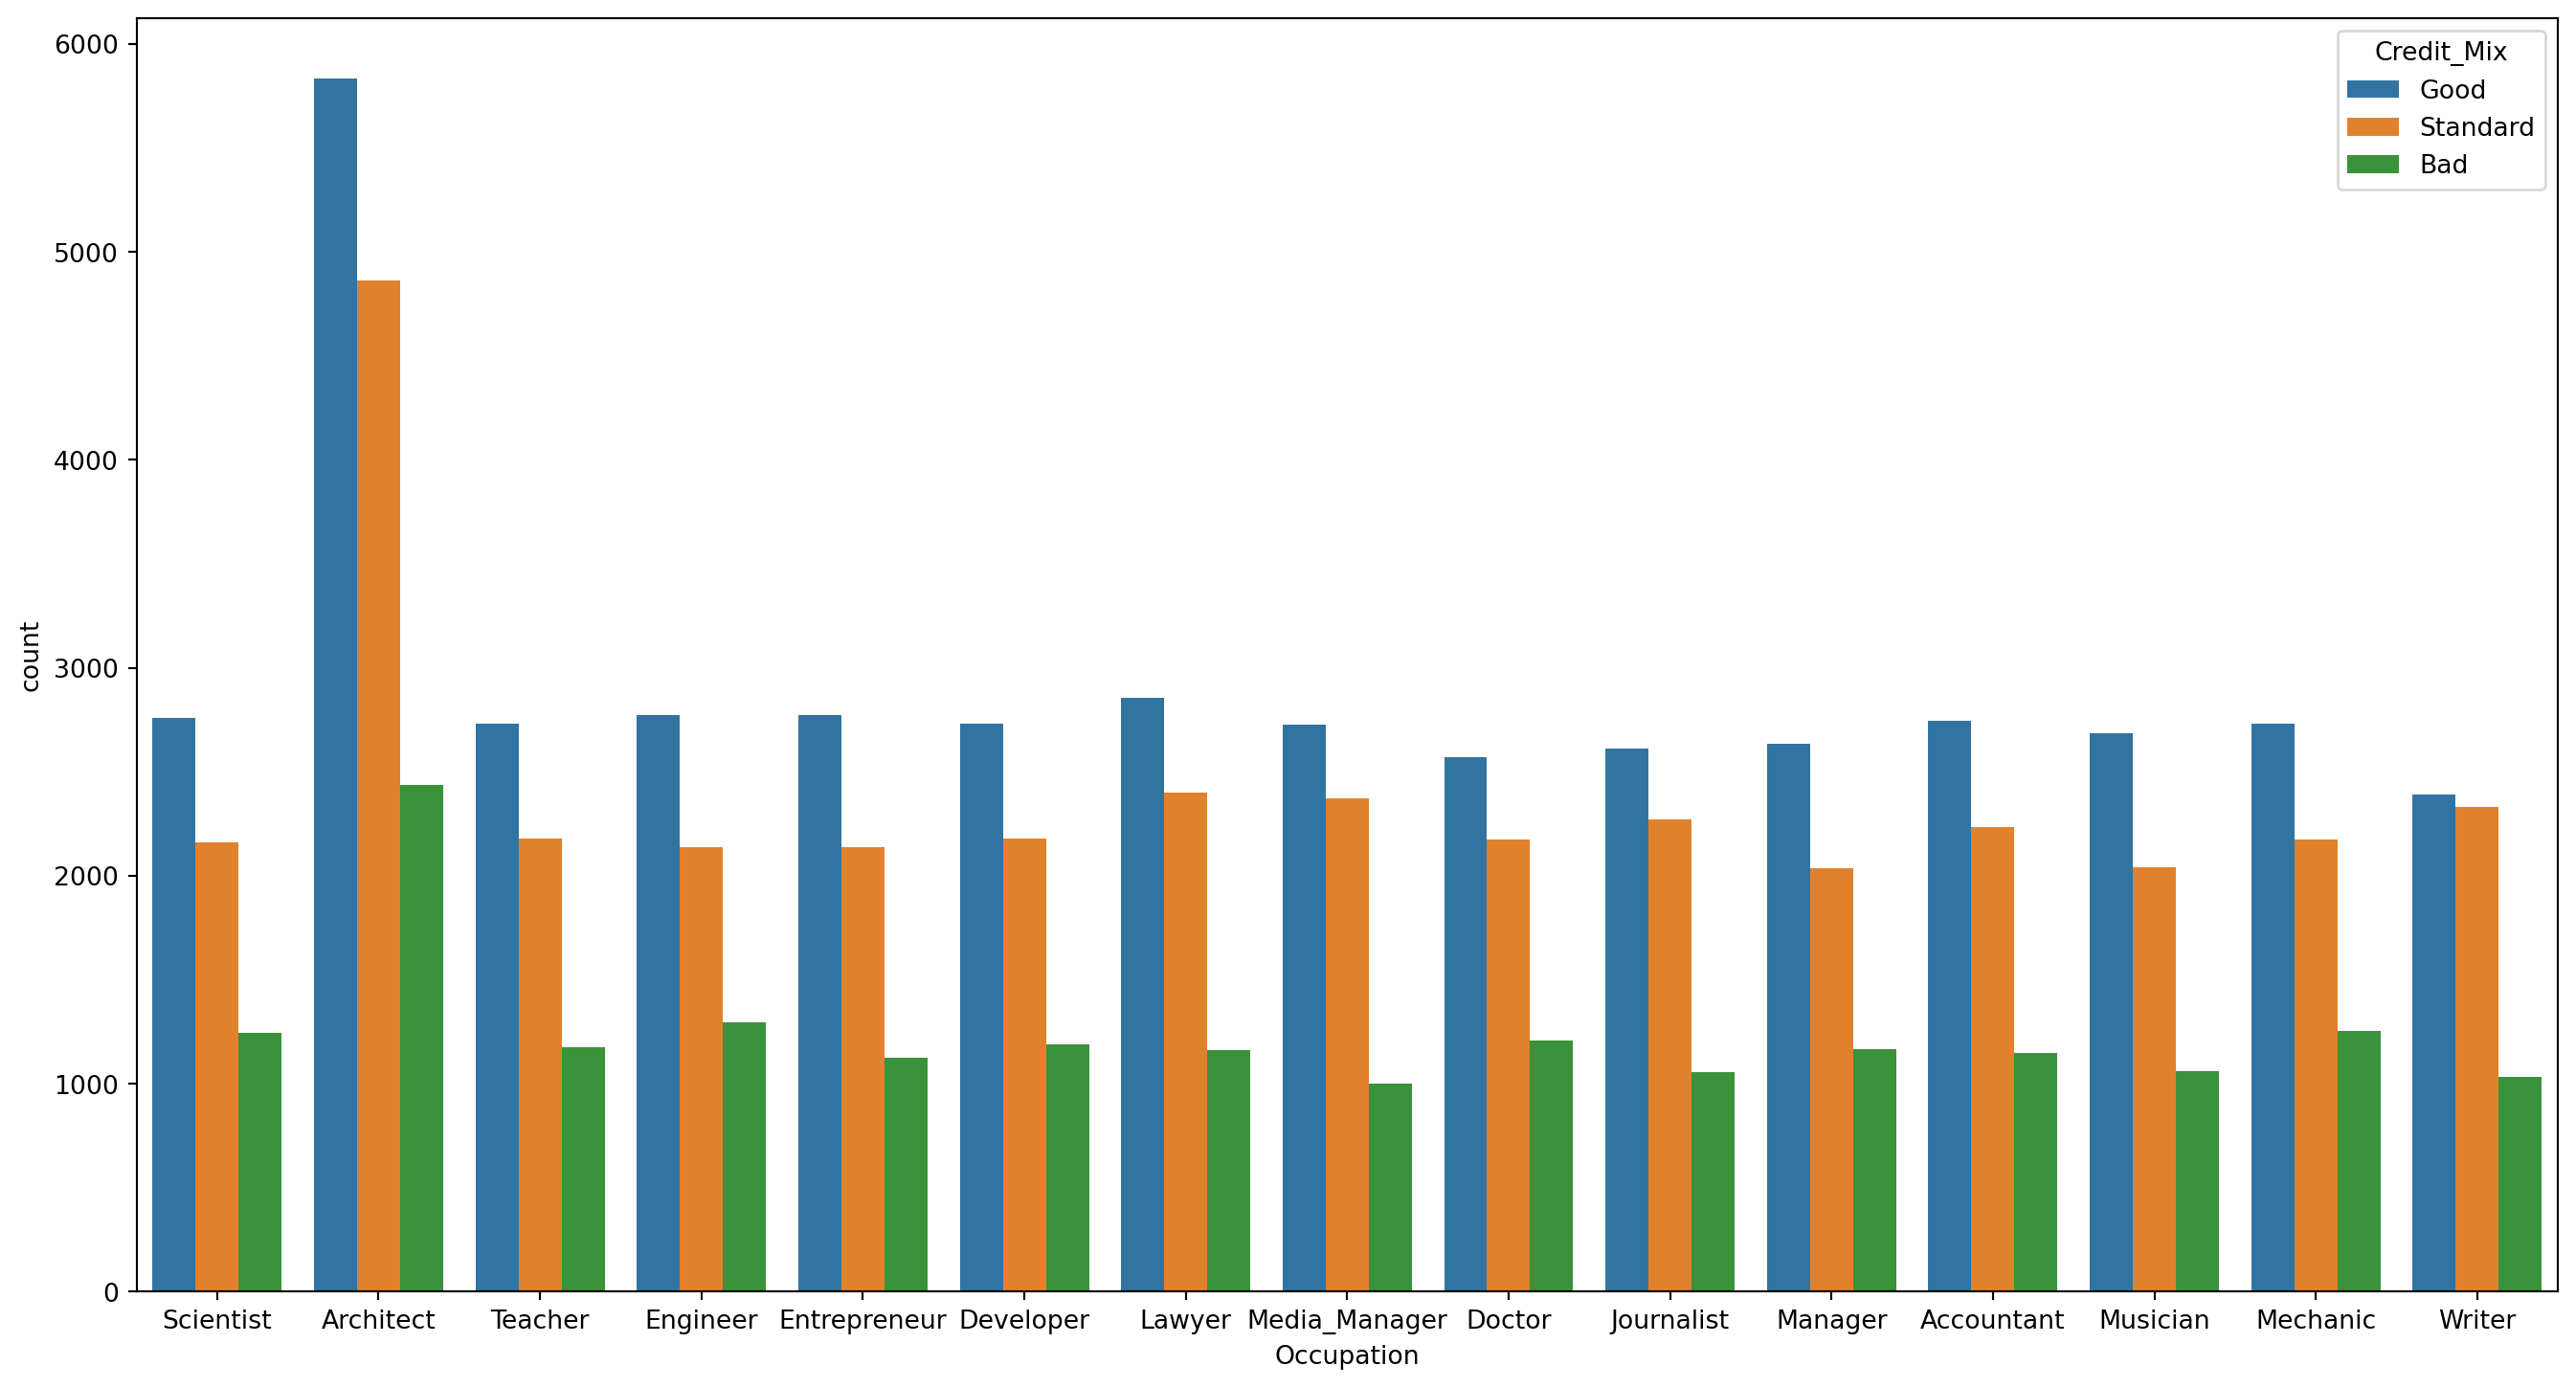 6000
5000
4000
3000
2000
1000
0
count
Credit_Mix
Good
Standard
Bad
Scientist Architect Teacher Engineer Entrepreneur Developer Lawyer Media_Manager Doctor Journalist Manager Accountant Musician Mechanic Writer
Occupation